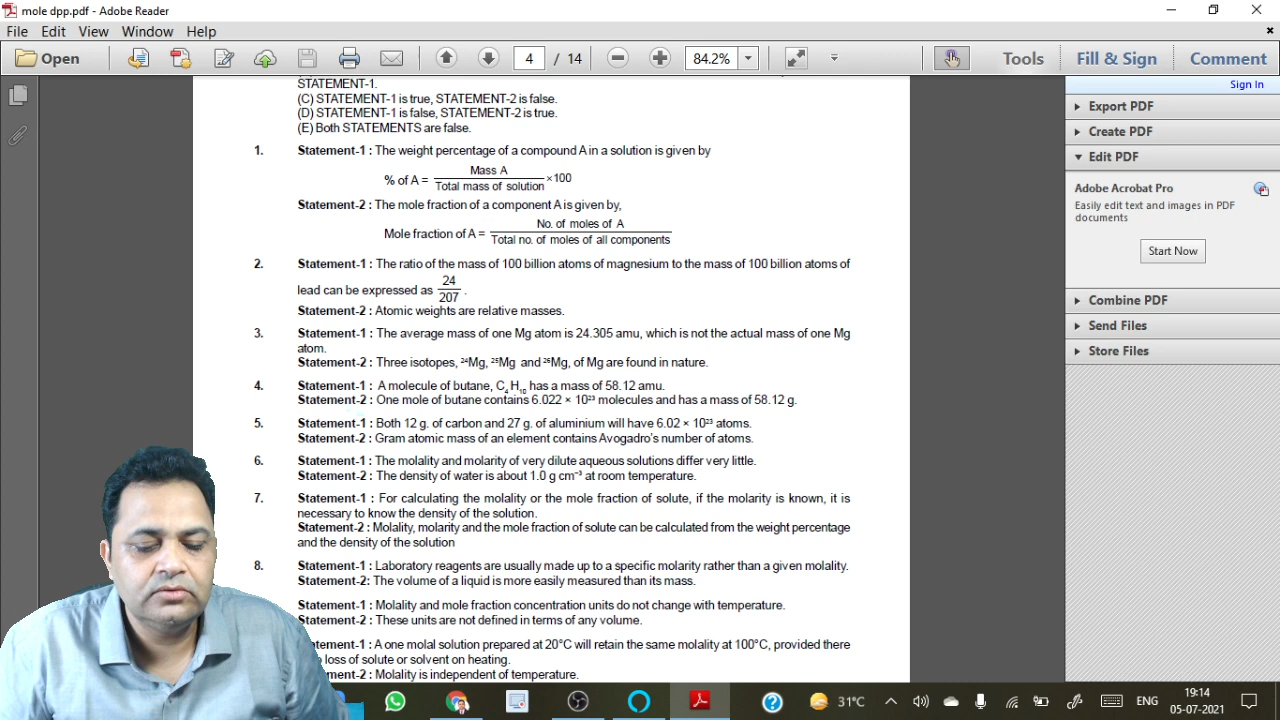 mole dpp.pdf - Adobe Reader
File Edit View Window Help
Open 4 / 14 84.2% Tools Fill & Sign Comment
Sign In
STATEMENT-1.
(C) STATEMENT-1 is true, STATEMENT-2 is false.
(D) STATEMENT-1 is false, STATEMENT-2 is true.
(E) Both STATEMENTS are false.
1. Statement-1 : The weight percentage of a compound A in a solution is given by
% of A = Mass A / Total mass of solution ×100
Statement-2 : The mole fraction of a component A is given by,
Mole fraction of A = No. of moles of A / Total no. of moles of all components
2. Statement-1 : The ratio of the mass of 100 billion atoms of magnesium to the mass of 100 billion atoms of
lead can be expressed as 24/207 .
Statement-2 : Atomic weights are relative masses.
3. Statement-1 : The average mass of one Mg atom is 24.305 amu, which is not the actual mass of one Mg
atom.
Statement-2 : Three isotopes, ²⁴Mg, ²⁵Mg and ²⁶Mg, of Mg are found in nature.
4. Statement-1 : A molecule of butane, C₄H₁₀ has a mass of 58.12 amu.
Statement-2 : One mole of butane contains 6.022 × 10²³ molecules and has a mass of 58.12 g.
5. Statement-1 : Both 12 g. of carbon and 27 g. of aluminium will have 6.02 × 10²³ atoms.
Statement-2 : Gram atomic mass of an element contains Avogadro's number of atoms.
6. Statement-1 : The molality and molarity of very dilute aqueous solutions differ very little.
Statement-2 : The density of water is about 1.0 g cm⁻³ at room temperature.
7. Statement-1 : For calculating the molality or the mole fraction of solute, if the molarity is known, it is
necessary to know the density of the solution.
Statement-2 : Molality, molarity and the mole fraction of solute can be calculated from the weight percentage
and the density of the solution
8. Statement-1 : Laboratory reagents are usually made up to a specific molarity rather than a given molality.
Statement-2: The volume of a liquid is more easily measured than its mass.
Statement-1 : Molality and mole fraction concentration units do not change with temperature.
Statement-2 : These units are not defined in terms of any volume.
tement-1 : A one molal solution prepared at 20°C will retain the same molality at 100°C, provided there
loss of solute or solvent on heating.
ment-2 : Molality is independent of temperature.
Export PDF
Create PDF
Edit PDF
Adobe Acrobat Pro
Easily edit text and images in PDF
documents
Start Now
Combine PDF
Send Files
Store Files
31°C ENG 19:14
05-07-2021